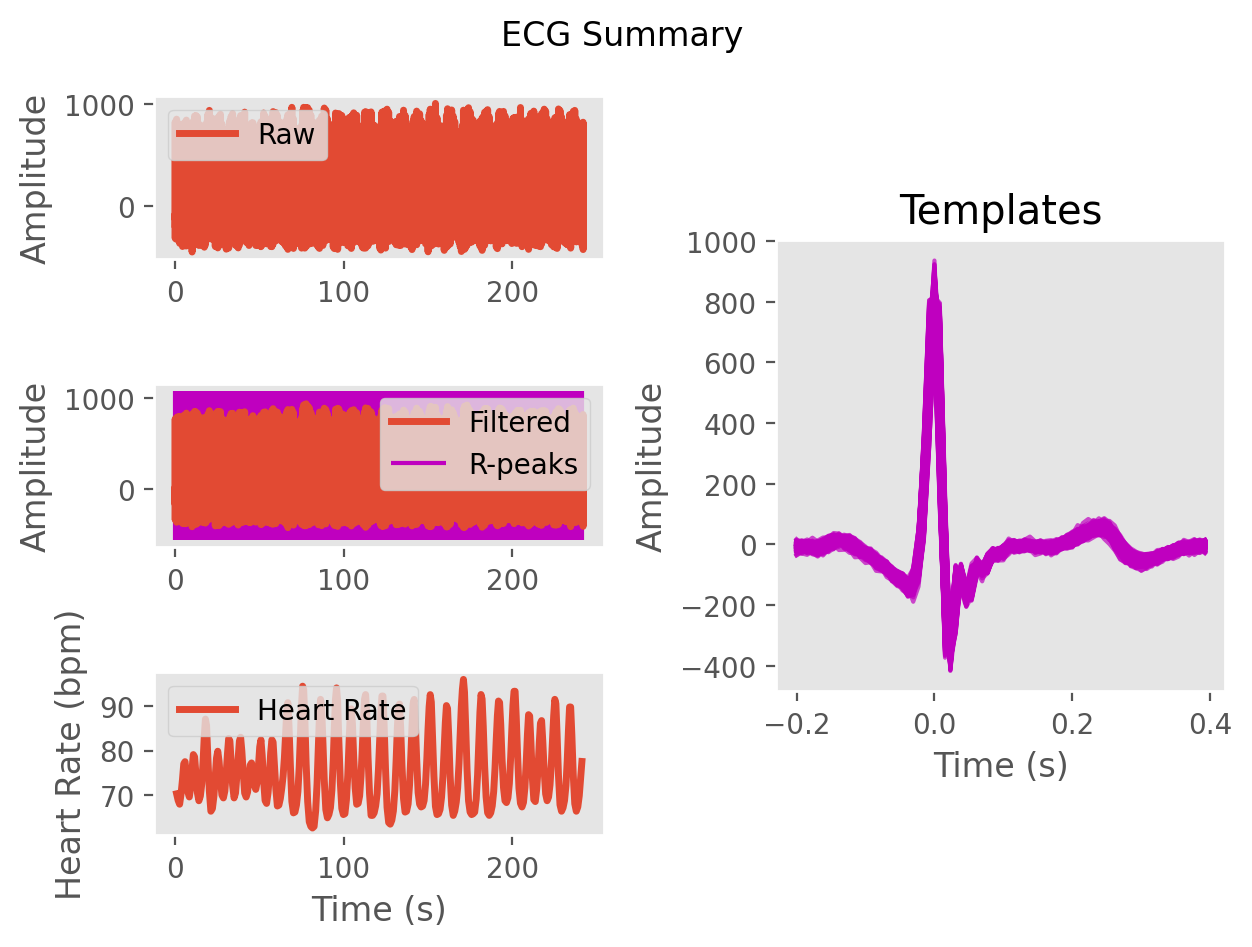 ECG Summary
Amplitude
1000
0
Raw
0 100 200
Amplitude
1000
0
Filtered
R-peaks
0 100 200
Heart Rate (bpm)
90
80
70
Heart Rate
0 100 200
Time (s)
Templates
Amplitude
1000
800
600
400
200
0
−200
−400
−0.2 0.0 0.2 0.4
Time (s)